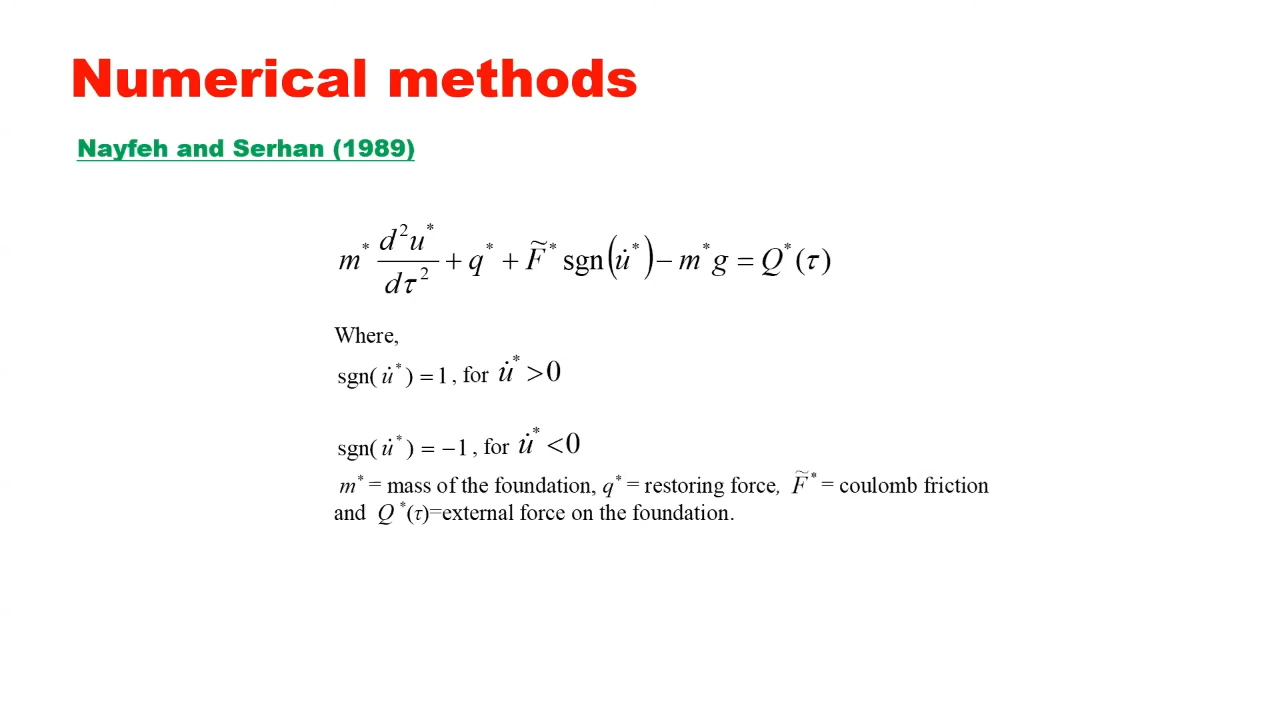 Numerical methods
Nayfeh and Serhan (1989)
m* d²u*/dτ² + q* + F̃* sgn(u̇*) − m*g = Q*(τ)
Where,
sgn( u̇* ) = 1 , for u̇* > 0
sgn( u̇* ) = −1 , for u̇* < 0
m* = mass of the foundation, q* = restoring force, F̃* = coulomb friction
and Q*(τ)=external force on the foundation.